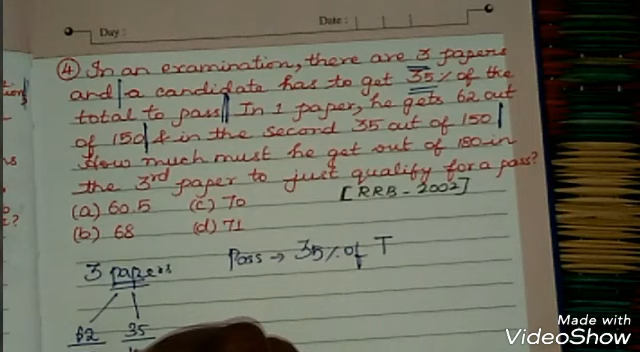 Day :
Date :
④ In an examination, there are 3 papers
and a candidate has to get 35% of the
total to pass. In 1 paper, he gets 62 out
of 150 & in the second 35 out of 150
How much must he get out of 180 in
the 3rd paper to just qualify for a pass?
[RRB-2002]
(a) 60.5 (c) 70
(b) 68 (d) 71
3 papers Pass → 35% of T
62 35
Made with
VideoShow